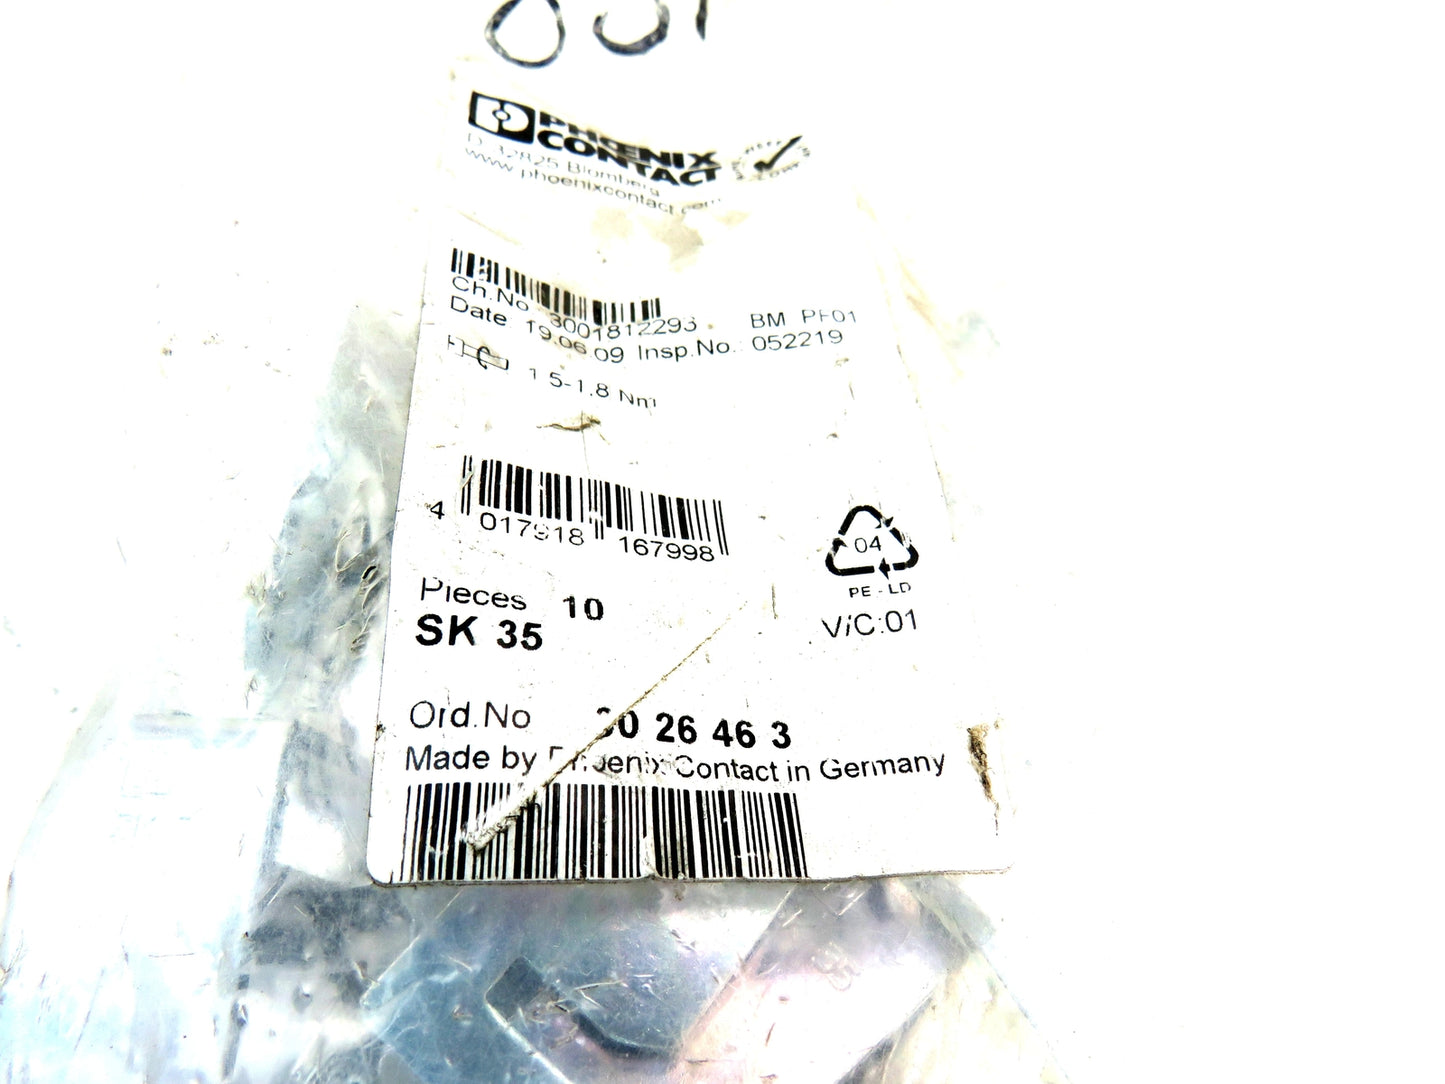 PHŒNIX
CONTACT
D-32825 Blomberg
www.phoenixcontact.com
Ch.No 3001812293 BM PF01
Date 19.06.09 Insp.No.: 052219
1,5-1,8 Nm
4 017918 167998
04
PE-LD
Pieces 10
V/C:01
SK 35
Ord.No 30 26 46 3
Made by Phoenix Contact in Germany